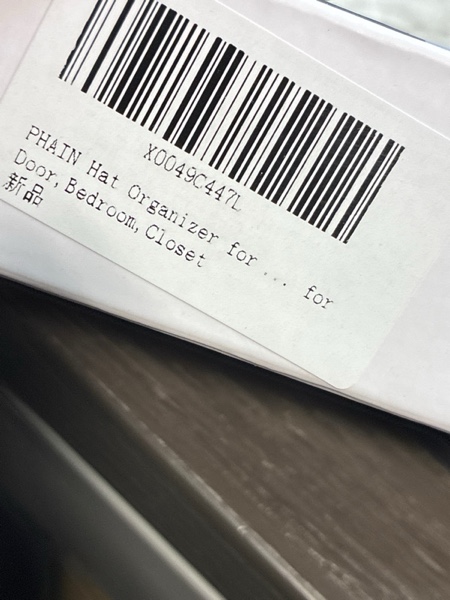 X0049C447L
PHAIN Hat Organizer for ... for
Door, Bedroom, Closet
新品